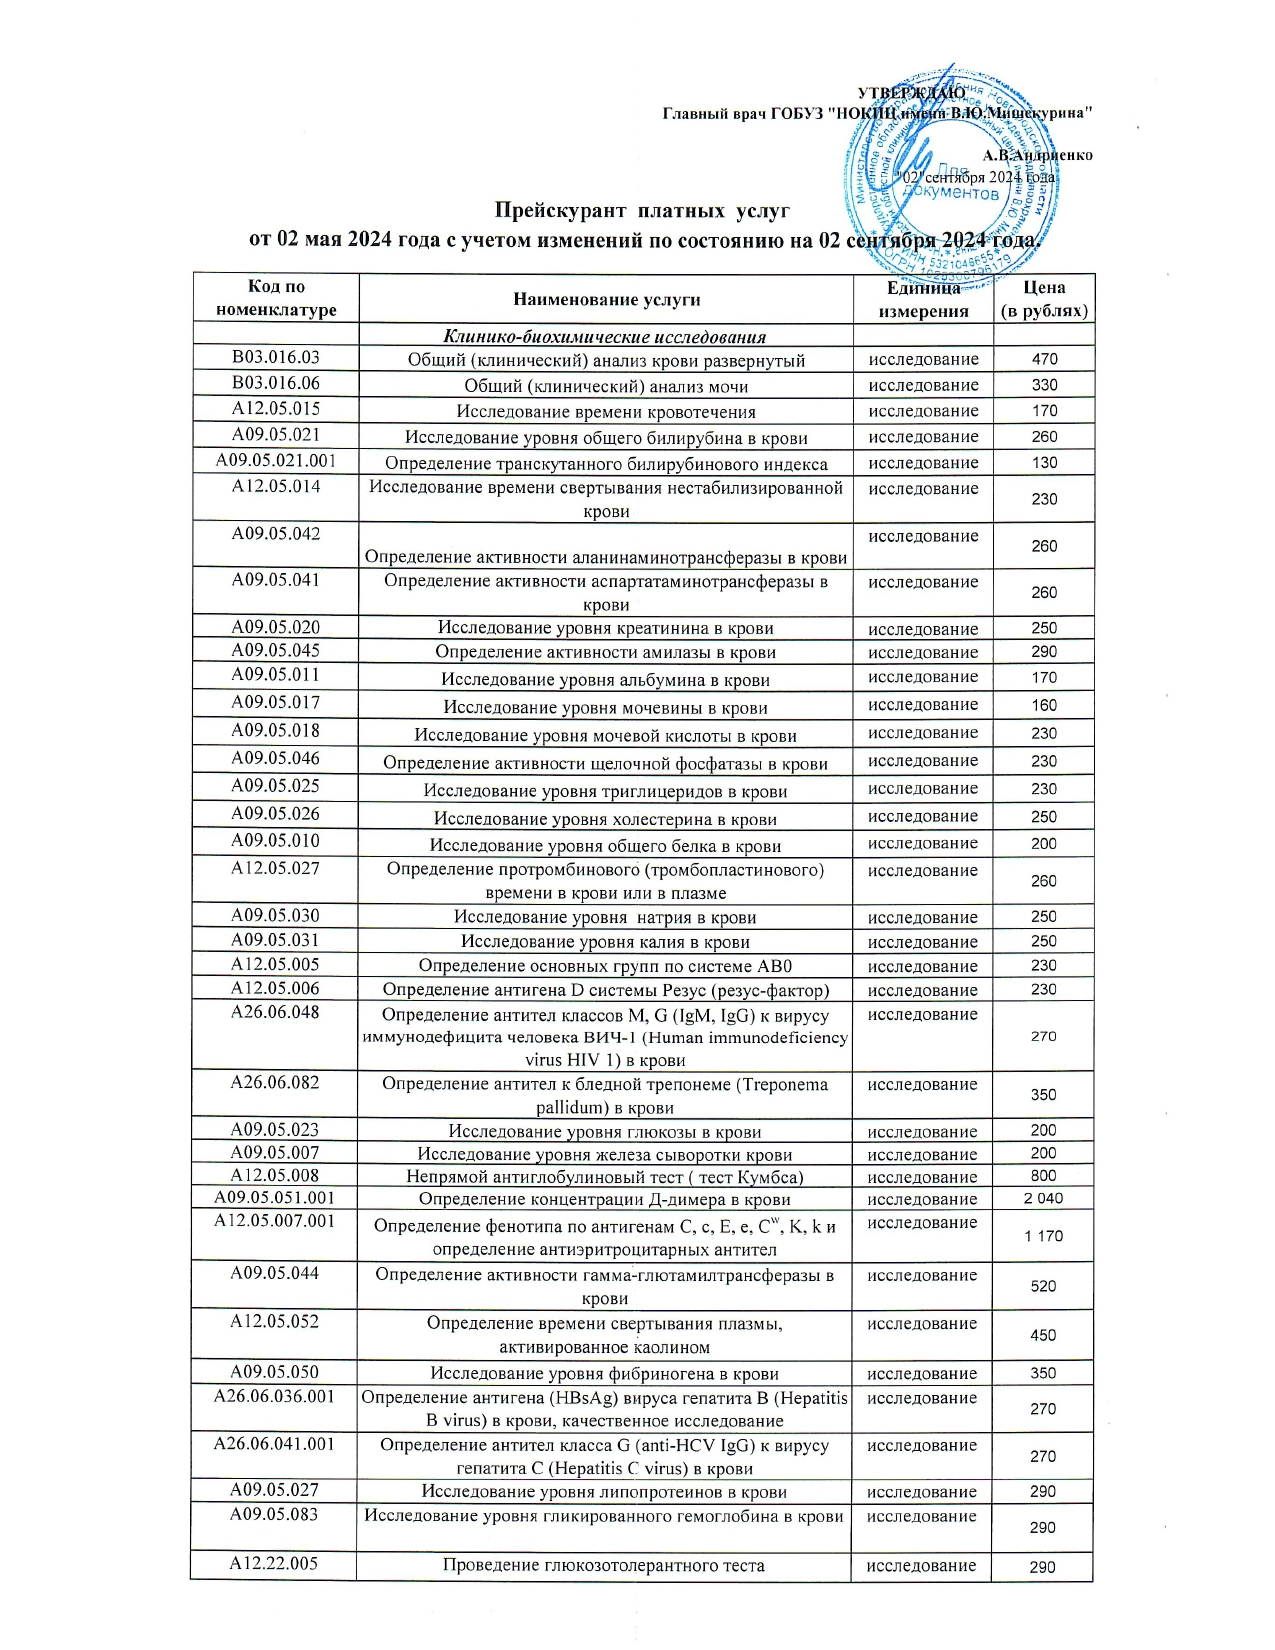 УТВЕРЖДАЮ
Главный врач ГОБУЗ "НОКИЦ имени В.Ю.Мишекурина"
А.В.Андриенко
"02"сентября 2024 года
Для
документов
ИНН 5321046655
Прейскурант платных услуг
от 02 мая 2024 года с учетом изменений по состоянию на 02 сентября 2024 года.
Код по номенклатуре Наименование услуги Единица измерения Цена (в рублях)
Клинико-биохимические исследования
B03.016.03 Общий (клинический) анализ крови развернутый исследование 470
B03.016.06 Общий (клинический) анализ мочи исследование 330
A12.05.015 Исследование времени кровотечения исследование 170
A09.05.021 Исследование уровня общего билирубина в крови исследование 260
A09.05.021.001 Определение транскутанного билирубинового индекса исследование 130
A12.05.014 Исследование времени свертывания нестабилизированной исследование 230
крови
A09.05.042 Определение активности аланинаминотрансферазы в крови исследование 260
A09.05.041 Определение активности аспартатаминотрансферазы в исследование 260
крови
A09.05.020 Исследование уровня креатинина в крови исследование 250
A09.05.045 Определение активности амилазы в крови исследование 290
A09.05.011 Исследование уровня альбумина в крови исследование 170
A09.05.017 Исследование уровня мочевины в крови исследование 160
A09.05.018 Исследование уровня мочевой кислоты в крови исследование 230
A09.05.046 Определение активности щелочной фосфатазы в крови исследование 230
A09.05.025 Исследование уровня триглицеридов в крови исследование 230
A09.05.026 Исследование уровня холестерина в крови исследование 250
A09.05.010 Исследование уровня общего белка в крови исследование 200
A12.05.027 Определение протромбинового (тромбопластинового) исследование 260
времени в крови или в плазме
A09.05.030 Исследование уровня натрия в крови исследование 250
A09.05.031 Исследование уровня калия в крови исследование 250
A12.05.005 Определение основных групп по системе AB0 исследование 230
A12.05.006 Определение антигена D системы Резус (резус-фактор) исследование 230
A26.06.048 Определение антител классов M, G (IgM, IgG) к вирусу исследование 270
иммунодефицита человека ВИЧ-1 (Human immunodeficiency
virus HIV 1) в крови
A26.06.082 Определение антител к бледной трепонеме (Treponema исследование 350
pallidum) в крови
A09.05.023 Исследование уровня глюкозы в крови исследование 200
A09.05.007 Исследование уровня железа сыворотки крови исследование 200
A12.05.008 Непрямой антиглобулиновый тест ( тест Кумбса) исследование 800
A09.05.051.001 Определение концентрации Д-димера в крови исследование 2 040
A12.05.007.001 Определение фенотипа по антигенам C, c, E, e, Cʷ, K, k и исследование 1 170
определение антиэритроцитарных антител
A09.05.044 Определение активности гамма-глютамилтрансферазы в исследование 520
крови
A12.05.052 Определение времени свертывания плазмы, исследование 450
активированное каолином
A09.05.050 Исследование уровня фибриногена в крови исследование 350
A26.06.036.001 Определение антигена (HBsAg) вируса гепатита B (Hepatitis исследование 270
B virus) в крови, качественное исследование
A26.06.041.001 Определение антител класса G (anti-HCV IgG) к вирусу исследование 270
гепатита C (Hepatitis C virus) в крови
A09.05.027 Исследование уровня липопротеинов в крови исследование 290
A09.05.083 Исследование уровня гликированного гемоглобина в крови исследование 290
A12.22.005 Проведение глюкозотолерантного теста исследование 290